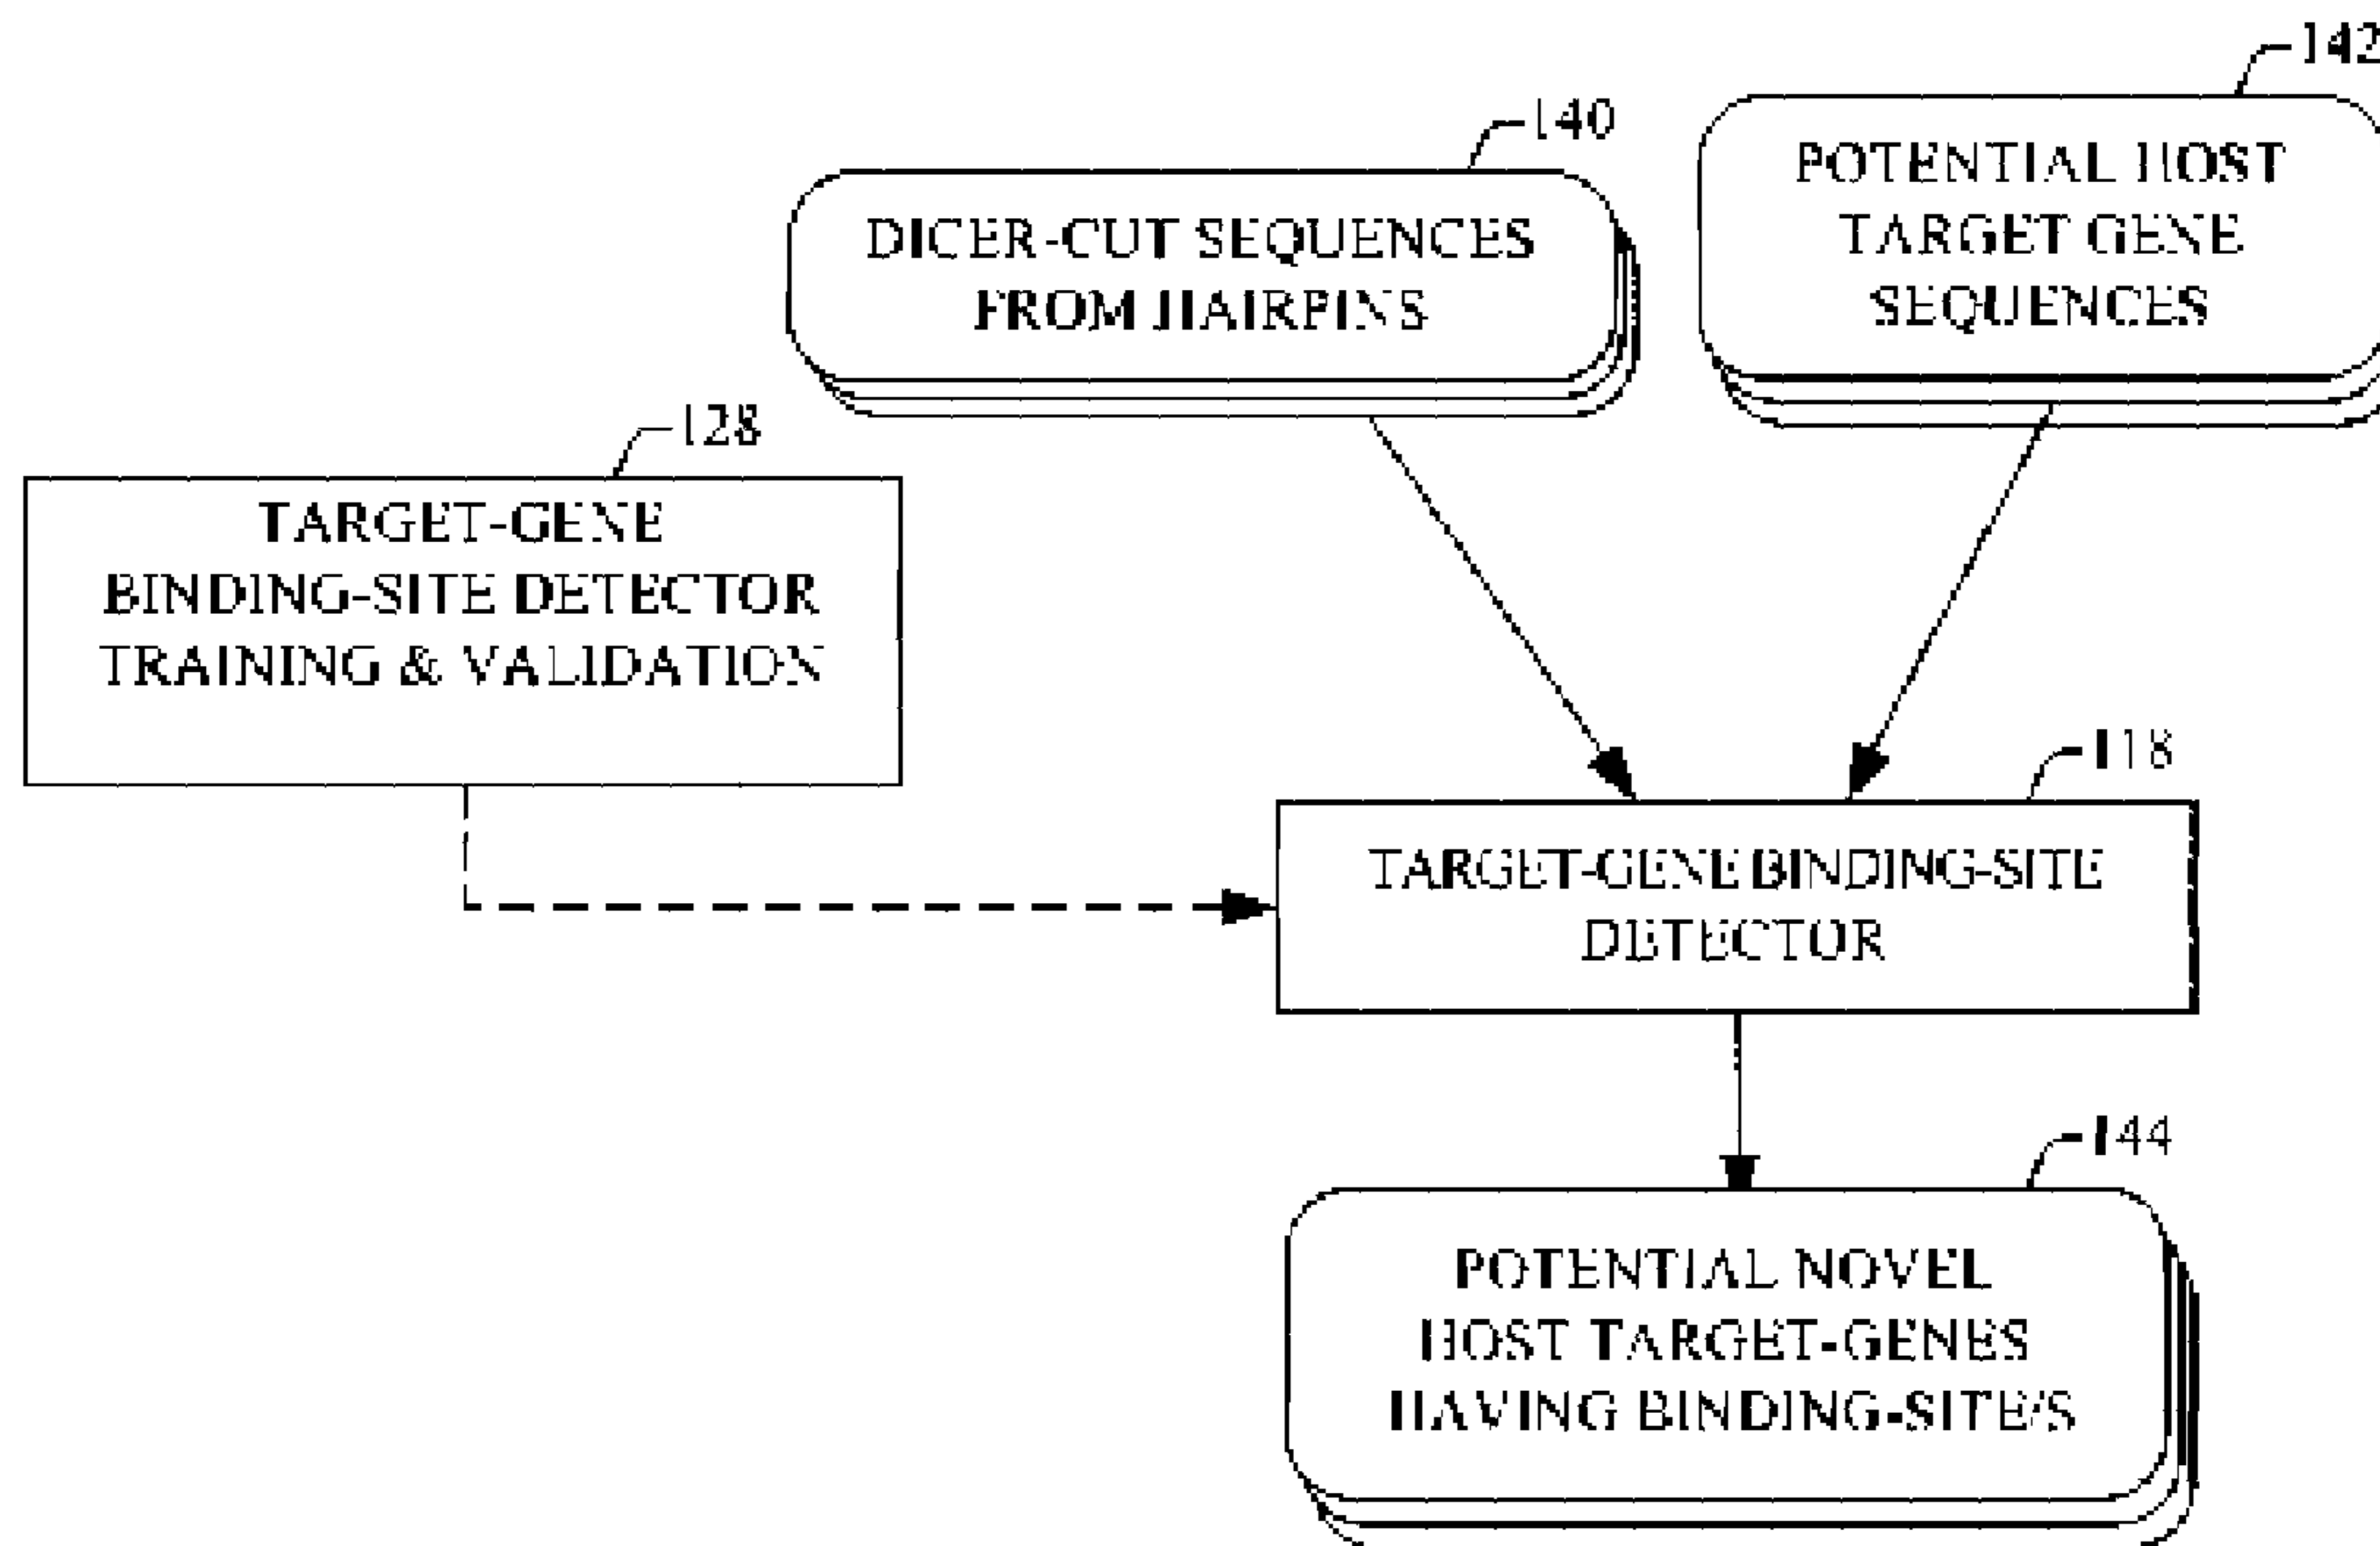 142
140
POTENTIAL HOST
TARGET GENE
SEQUENCES
DICER-CUT SEQUENCES
FROM HAIRPINS
128
TARGET-GENE
BINDING-SITE DETECTOR
TRAINING & VALIDATION
118
TARGET-GENE BINDING-SITE
DETECTOR
144
POTENTIAL NOVEL
HOST TARGET-GENES
HAVING BINDING-SITE/S